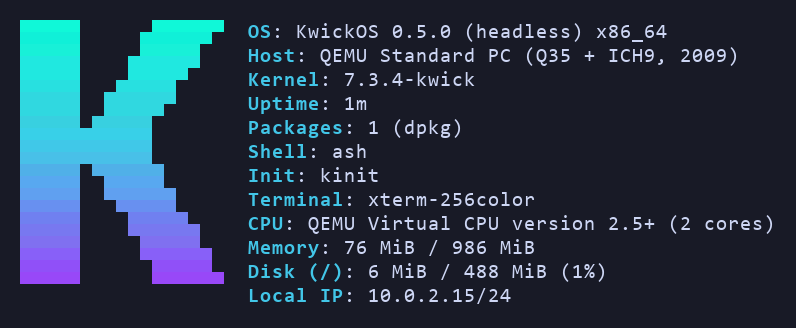 OS: KwickOS 0.5.0 (headless) x86_64
Host: QEMU Standard PC (Q35 + ICH9, 2009)
Kernel: 7.3.4-kwick
Uptime: 1m
Packages: 1 (dpkg)
Shell: ash
Init: kinit
Terminal: xterm-256color
CPU: QEMU Virtual CPU version 2.5+ (2 cores)
Memory: 76 MiB / 986 MiB
Disk (/): 6 MiB / 488 MiB (1%)
Local IP: 10.0.2.15/24